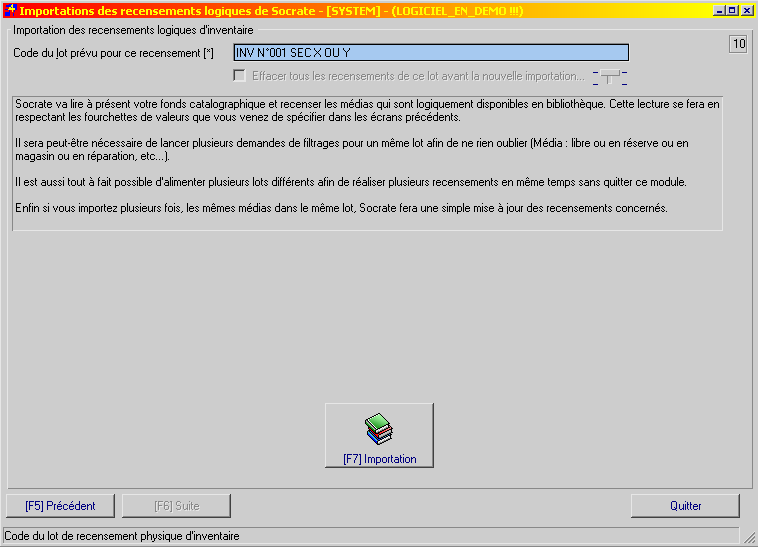 Importations des recensements logiques de Socrate - [SYSTEM] - (LOGICIEL_EN_DEMO !!!)
Importation des recensements logiques d'inventaire
Code du lot prévu pour ce recensement [*]
INV N°001 SEC X OU Y
10
Effacer tous les recensements de ce lot avant la nouvelle importation...
Socrate va lire à présent votre fonds catalographique et recenser les médias qui sont logiquement disponibles en bibliothèque. Cette lecture se fera en
respectant les fourchettes de valeurs que vous venez de spécifier dans les écrans précédents.
Il sera peut-être nécessaire de lancer plusieurs demandes de filtrages pour un même lot afin de ne rien oublier (Média : libre ou en réserve ou en
magasin ou en réparation, etc...).
Il est aussi tout à fait possible d'alimenter plusieurs lots différents afin de réaliser plusieurs recensements en même temps sans quitter ce module.
Enfin si vous importez plusieurs fois, les mêmes médias dans le même lot, Socrate fera une simple mise à jour des recensements concernés.
[F7] Importation
[F5] Précédent
[F6] Suite
Quitter
Code du lot de recensement physique d'inventaire